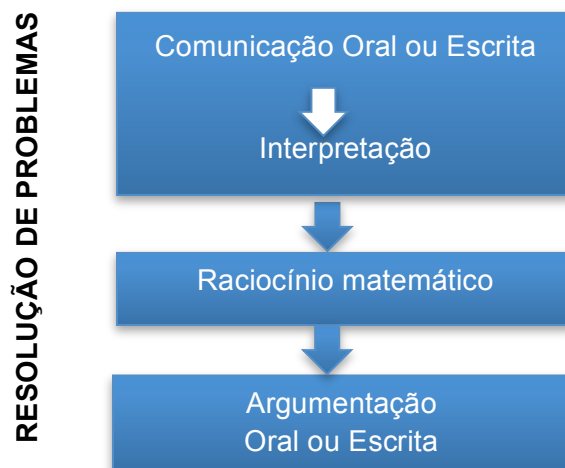 RESOLUÇÃO DE PROBLEMAS
Comunicação Oral ou Escrita
Interpretação
Raciocínio matemático
Argumentação
Oral ou Escrita